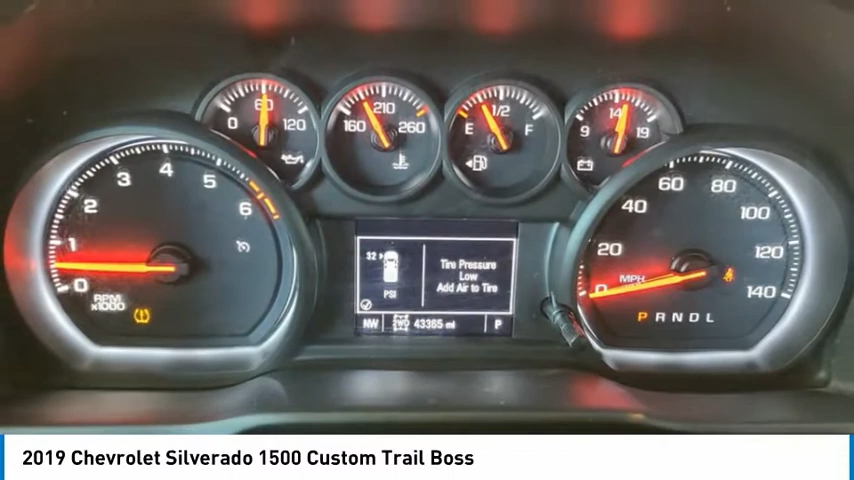 60
0 120
210
160 260
1/2
E F
14
9 19
4
3 5
2 6
1
0
RPM
x1000
32
PSI
Tire Pressure
Low
Add Air to Tire
NW 2WD 43365 mi P
60 80
40 100
20 120
MPH
0 140
P R N D L
2019 Chevrolet Silverado 1500 Custom Trail Boss